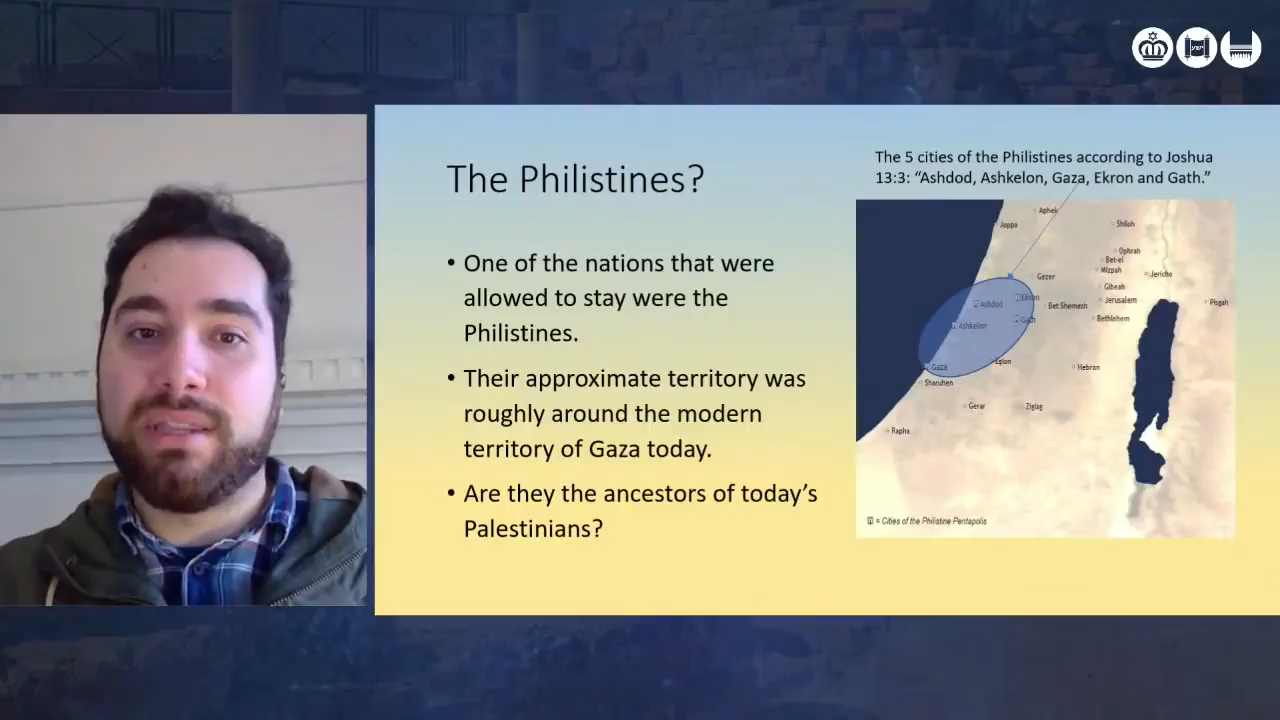 The Philistines?
• One of the nations that were
allowed to stay were the
Philistines.
• Their approximate territory was
roughly around the modern
territory of Gaza today.
• Are they the ancestors of today’s
Palestinians?
The 5 cities of the Philistines according to Joshua
13:3: “Ashdod, Ashkelon, Gaza, Ekron and Gath.”
Aphek
Joppa
Shiloh
Ophrah
Bet-el
Mizpah
Jericho
Gezer
Gibeah
Ekron
Ashdod
Bet Shemesh
Jerusalem
Pisgah
Gath
Bethlehem
Ashkelon
Eglon
Gaza
Hebron
Sharuhen
Gerar
Ziglag
Rapha
= Cities of the Philistine Pentapolis